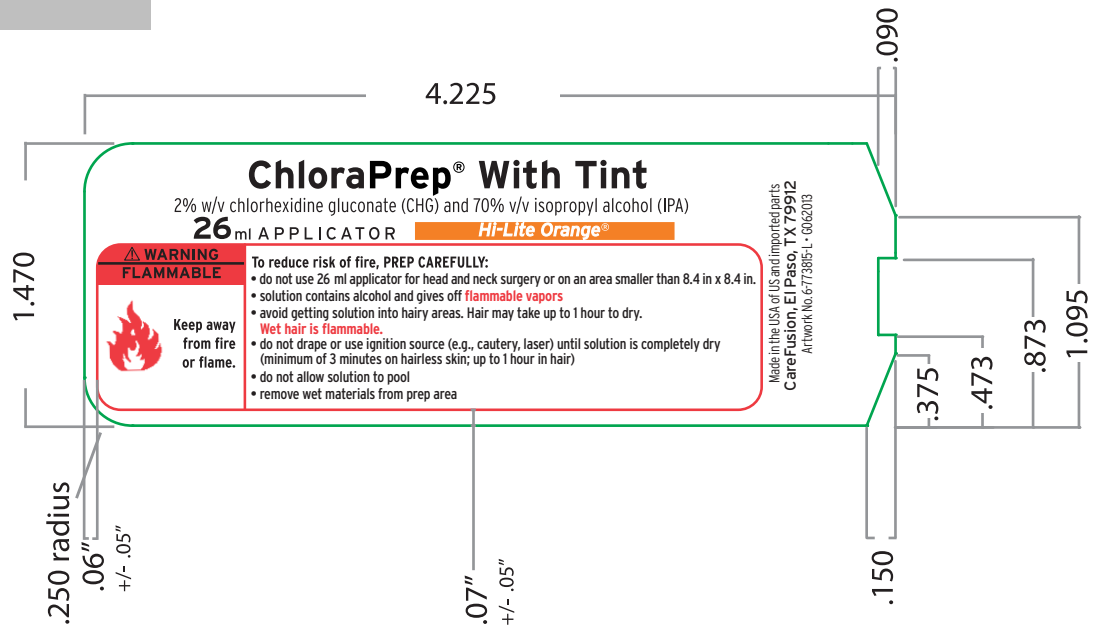 .090
4.225
ChloraPrep® With Tint
2% w/v chlorhexidine gluconate (CHG) and 70% v/v isopropyl alcohol (IPA)
26 ml APPLICATOR
Hi-Lite Orange®
⚠ WARNING
FLAMMABLE
Keep away
from fire
or flame.
To reduce risk of fire, PREP CAREFULLY:
• do not use 26 ml applicator for head and neck surgery or on an area smaller than 8.4 in x 8.4 in.
• solution contains alcohol and gives off flammable vapors
• avoid getting solution into hairy areas. Hair may take up to 1 hour to dry.
Wet hair is flammable.
• do not drape or use ignition source (e.g., cautery, laser) until solution is completely dry
(minimum of 3 minutes on hairless skin; up to 1 hour in hair)
• do not allow solution to pool
• remove wet materials from prep area
Made in the USA of US and imported parts
CareFusion, El Paso, TX 79912
Artwork No. 6-773815-L • G062013
1.470
.375
.473
.873
1.095
.250 radius
.06"
+/- .05"
.07"
+/- .05"
.150